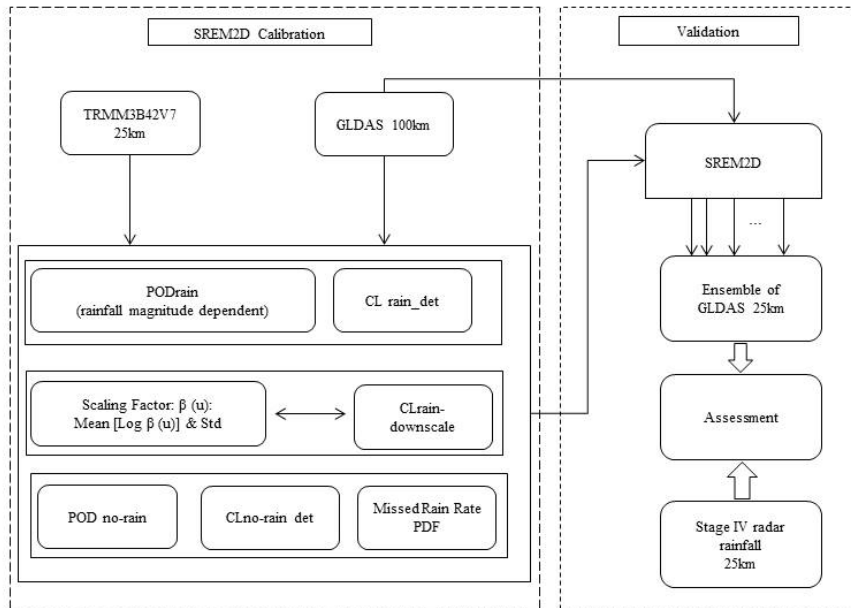 SREM2D Calibration
Validation
TRMM3B42V7
25km
GLDAS 100km
SREM2D
...
PODrain
(rainfall magnitude dependent)
CL rain_det
Ensemble of
GLDAS 25km
Scaling Factor: β (u):
Mean [Log β (u)] & Std
CLrain-
downscale
Assessment
POD no-rain
CLno-rain det
Missed Rain Rate
PDF
Stage IV radar
rainfall
25km